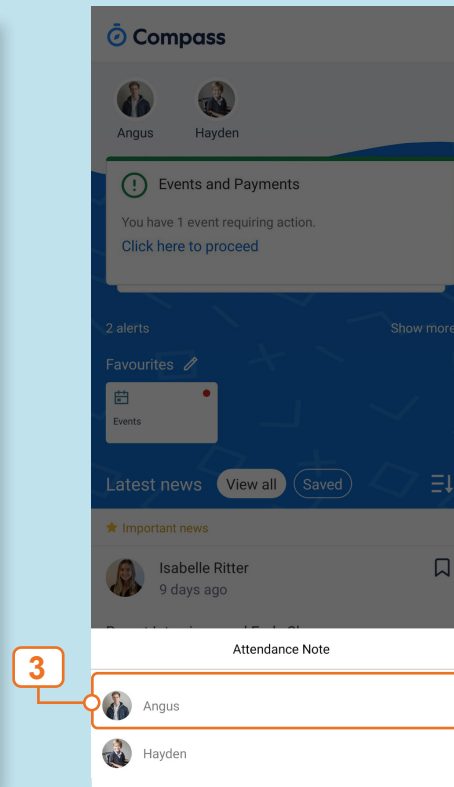 Compass
Angus Hayden
Events and Payments
You have 1 event requiring action.
Click here to proceed
2 alerts Show more
Favourites
Events
Latest news View all Saved
Important news
Isabelle Ritter
9 days ago
Attendance Note
3
Angus
Hayden